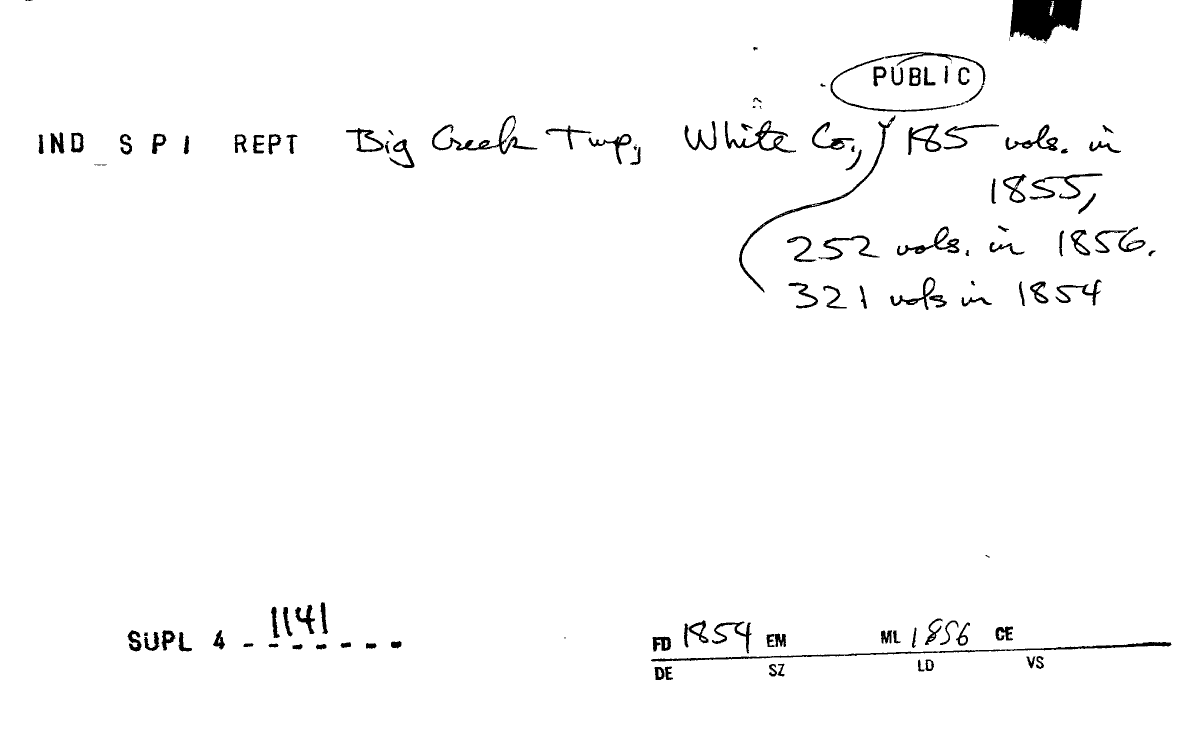 PUBLIC
IND S P I REPT Big Creek Twp, White Co., 185 vols. in
1855,
252 vols. in 1856.
321 vols in 1854
SUPL 4 - 1141
FD 1854 EM ML 1856 CE
DE SZ LD VS